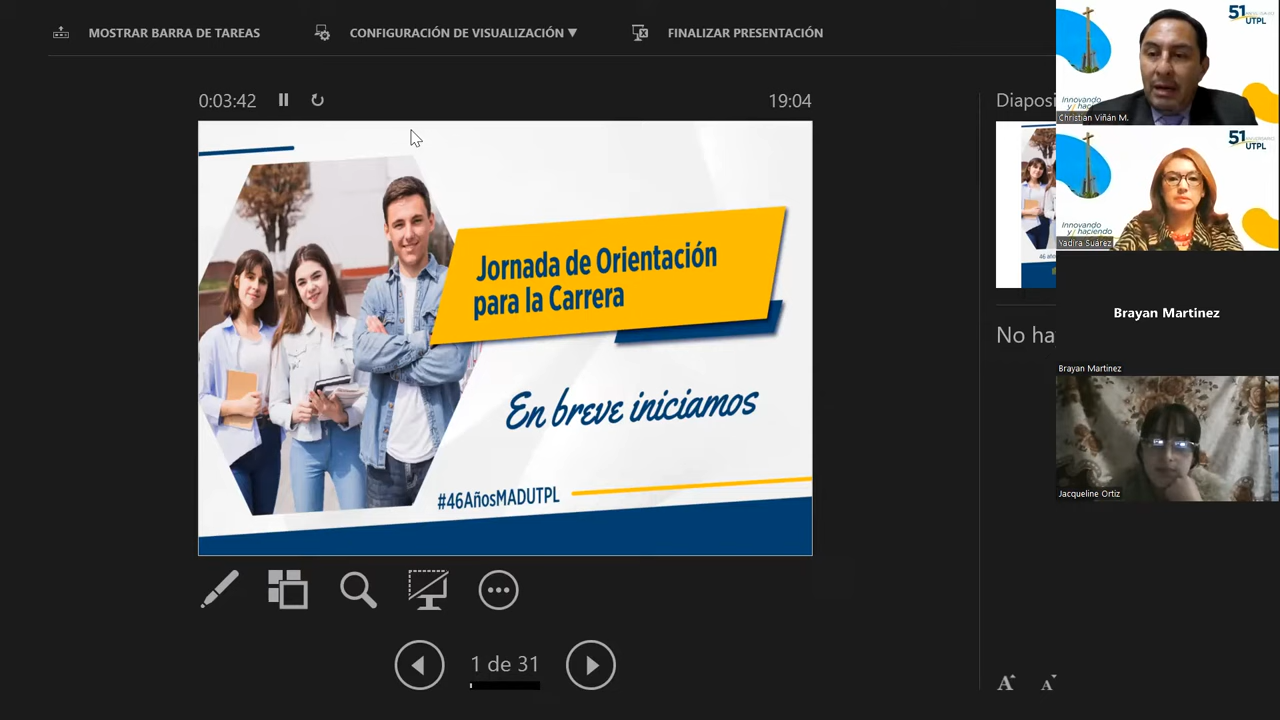 MOSTRAR BARRA DE TAREAS
CONFIGURACIÓN DE VISUALIZACIÓN ▼
FINALIZAR PRESENTACIÓN
0:03:42
19:04
Jornada de Orientación
para la Carrera
En breve iniciamos
#46AñosMADUTPL
1 de 31
Diaposi
46 a
No ha
A
A
51
UTPL
Innovando
y haciendo
Christian Viñán M.
51
UTPL
Innovando
y haciendo
Yadira Suárez
Brayan Martinez
Brayan Martinez
Jacqueline Ortiz